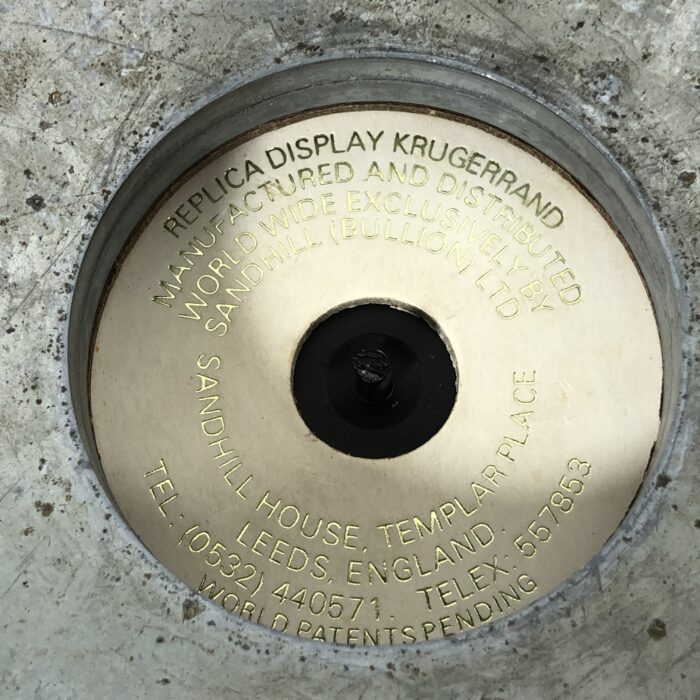 REPLICA DISPLAY KRUGERRAND
MANUFACTURED AND DISTRIBUTED
WORLD WIDE EXCLUSIVELY BY
SANDHILL (BULLION) LTD
SANDHILL HOUSE, TEMPLAR PLACE
LEEDS, ENGLAND.
TEL: (0532) 440571. TELEX: 557853
WORLD PATENTS PENDING